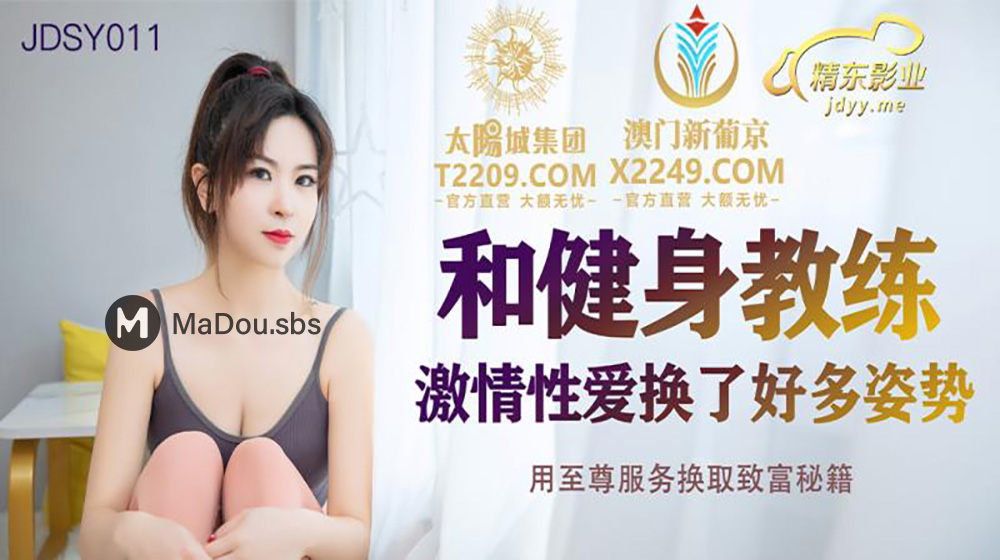 JDSY011
太陽城集团
T2209.COM
-官方直营 大额无忧-
澳门新葡京
X2249.COM
-官方直营 大额无忧-
精东影业
jdyy.me
M MaDou.sbs
和健身教练
激情性爱换了好多姿势
用至尊服务换取致富秘籍